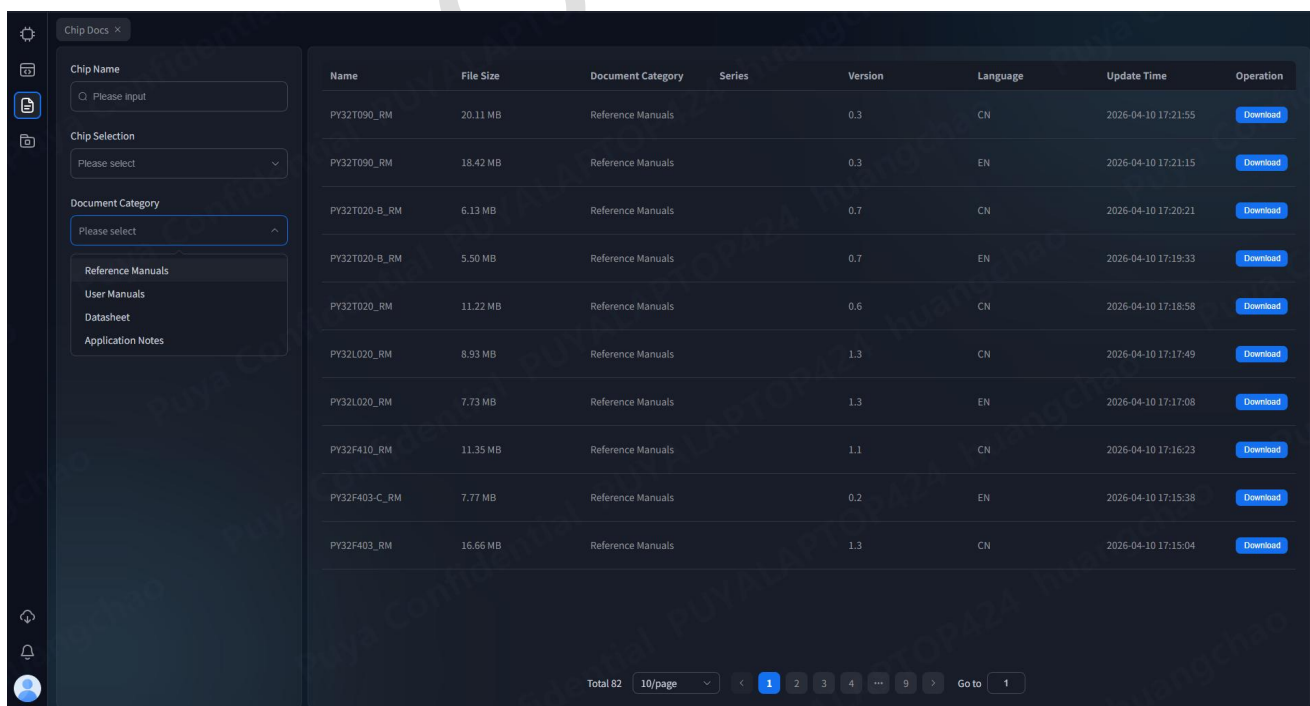 Chip Docs ×
Chip Name
Please input
Chip Selection
Please select
Document Category
Please select
Reference Manuals
User Manuals
Datasheet
Application Notes
Name File Size Document Category Series Version Language Update Time Operation
PY32T090_RM 20.11 MB Reference Manuals 0.3 CN 2026-04-10 17:21:55 Download
PY32T090_RM 18.42 MB Reference Manuals 0.3 EN 2026-04-10 17:21:15 Download
PY32T020-B_RM 6.13 MB Reference Manuals 0.7 CN 2026-04-10 17:20:21 Download
PY32T020-B_RM 5.50 MB Reference Manuals 0.7 EN 2026-04-10 17:19:33 Download
PY32T020_RM 11.22 MB Reference Manuals 0.6 CN 2026-04-10 17:18:58 Download
PY32L020_RM 8.93 MB Reference Manuals 1.3 CN 2026-04-10 17:17:49 Download
PY32L020_RM 7.73 MB Reference Manuals 1.3 EN 2026-04-10 17:17:08 Download
PY32F410_RM 11.35 MB Reference Manuals 1.1 CN 2026-04-10 17:16:23 Download
PY32F403-C_RM 7.77 MB Reference Manuals 0.2 EN 2026-04-10 17:15:38 Download
PY32F403_RM 16.66 MB Reference Manuals 1.3 CN 2026-04-10 17:15:04 Download
Total 82 10/page < 1 2 3 4 ··· 9 > Go to 1
Puya Confidential PUYALAPTOP424 huangchao